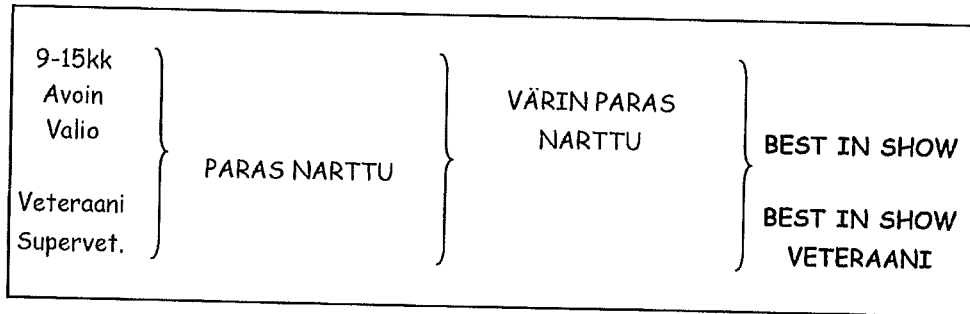 9-15kk
Avoin
Valio
Veteraani
Supervet.
PARAS NARTTU
VÄRIN PARAS
NARTTU
BEST IN SHOW
BEST IN SHOW
VETERAANI